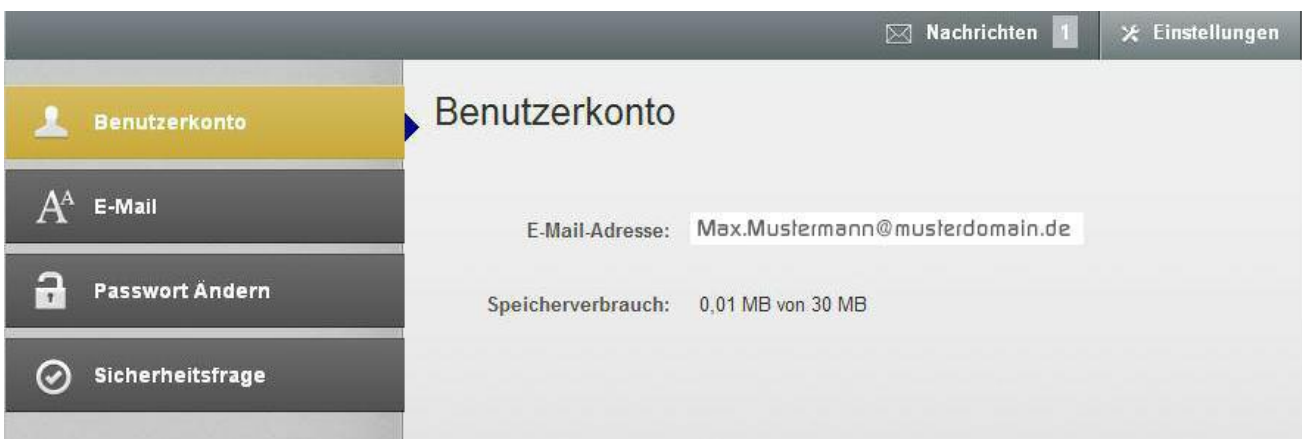 Nachrichten 1 Einstellungen
Benutzerkonto
E-Mail
Passwort Ändern
Sicherheitsfrage
Benutzerkonto
E-Mail-Adresse: Max.Mustermann@musterdomain.de
Speicherverbrauch: 0,01 MB von 30 MB